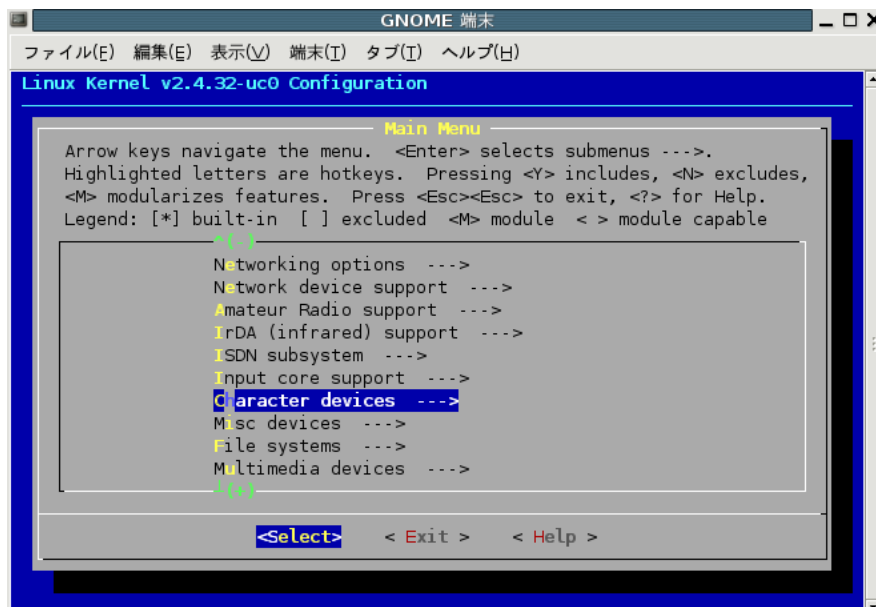 GNOME 端末
ファイル(F) 編集(E) 表示(V) 端末(T) タブ(T) ヘルプ(H)
Linux Kernel v2.4.32-uc0 Configuration
Main Menu
Arrow keys navigate the menu. <Enter> selects submenus --->.
Highlighted letters are hotkeys. Pressing <Y> includes, <N> excludes,
<M> modularizes features. Press <Esc><Esc> to exit, <?> for Help.
Legend: [*] built-in [ ] excluded <M> module < > module capable
^(-)
Networking options --->
Network device support --->
Amateur Radio support --->
IrDA (infrared) support --->
ISDN subsystem --->
Input core support --->
Character devices --->
Misc devices --->
File systems --->
Multimedia devices --->
┴(+)
<Select> < Exit > < Help >